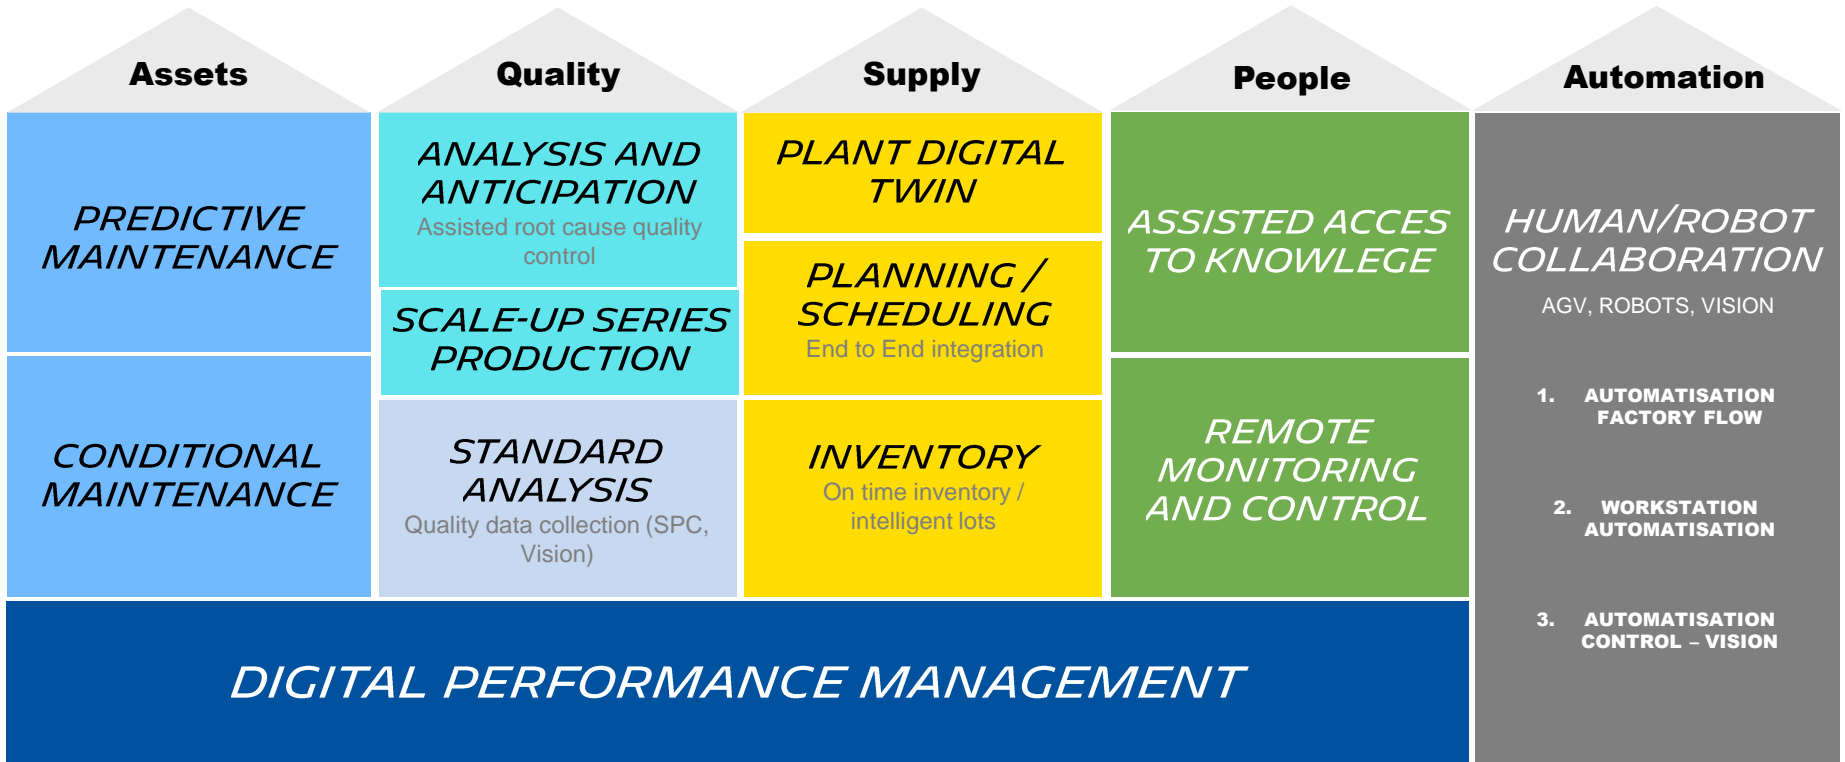 Assets
PREDICTIVE
MAINTENANCE
CONDITIONAL
MAINTENANCE
Quality
ANALYSIS AND
ANTICIPATION
Assisted root cause quality
control
SCALE-UP SERIES
PRODUCTION
STANDARD
ANALYSIS
Quality data collection (SPC,
Vision)
Supply
PLANT DIGITAL
TWIN
PLANNING /
SCHEDULING
End to End integration
INVENTORY
On time inventory /
intelligent lots
People
ASSISTED ACCES
TO KNOWLEGE
REMOTE
MONITORING
AND CONTROL
Automation
HUMAN/ROBOT
COLLABORATION
AGV, ROBOTS, VISION
1. AUTOMATISATION
FACTORY FLOW
2. WORKSTATION
AUTOMATISATION
3. AUTOMATISATION
CONTROL – VISION
DIGITAL PERFORMANCE MANAGEMENT